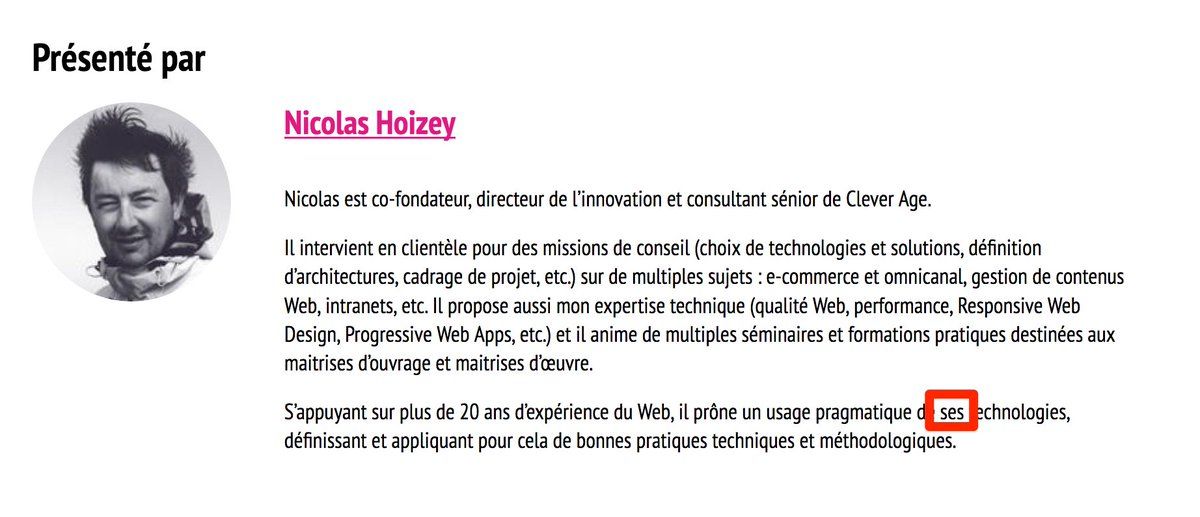 Présenté par
Nicolas Hoizey
Nicolas est co-fondateur, directeur de l’innovation et consultant sénior de Clever Age.
Il intervient en clientèle pour des missions de conseil (choix de technologies et solutions, définition
d’architectures, cadrage de projet, etc.) sur de multiples sujets : e-commerce et omnicanal, gestion de contenus
Web, intranets, etc. Il propose aussi mon expertise technique (qualité Web, performance, Responsive Web
Design, Progressive Web Apps, etc.) et il anime de multiples séminaires et formations pratiques destinées aux
maitrises d’ouvrage et maitrises d’œuvre.
S’appuyant sur plus de 20 ans d’expérience du Web, il prône un usage pragmatique de ses technologies,
définissant et appliquant pour cela de bonnes pratiques techniques et méthodologiques.